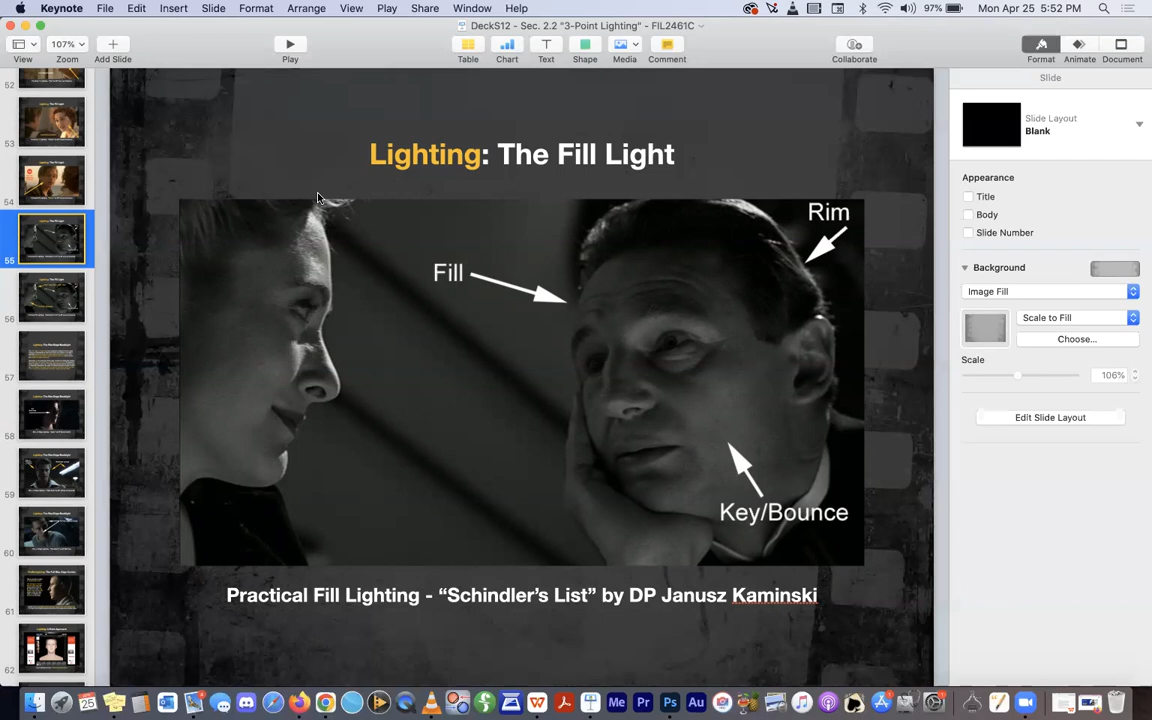 Keynote File Edit Insert Slide Format Arrange View Play Share Window Help 97% Mon Apr 25 5:52 PM
DeckS12 - Sec. 2.2 "3-Point Lighting" - FIL2461C
107%
View Zoom Add Slide Play Table Chart Text Shape Media Comment Collaborate Format Animate Document
Slide
Slide Layout
Blank
Appearance
Title
Body
Slide Number
Background
Image Fill
Scale to Fill
Choose...
Scale
106%
Edit Slide Layout
52
53
54
55
56
57
58
59
60
61
62
Lighting: The Fill Light
Rim
Fill
Key/Bounce
Practical Fill Lighting - “Schindler’s List” by DP Janusz Kaminski